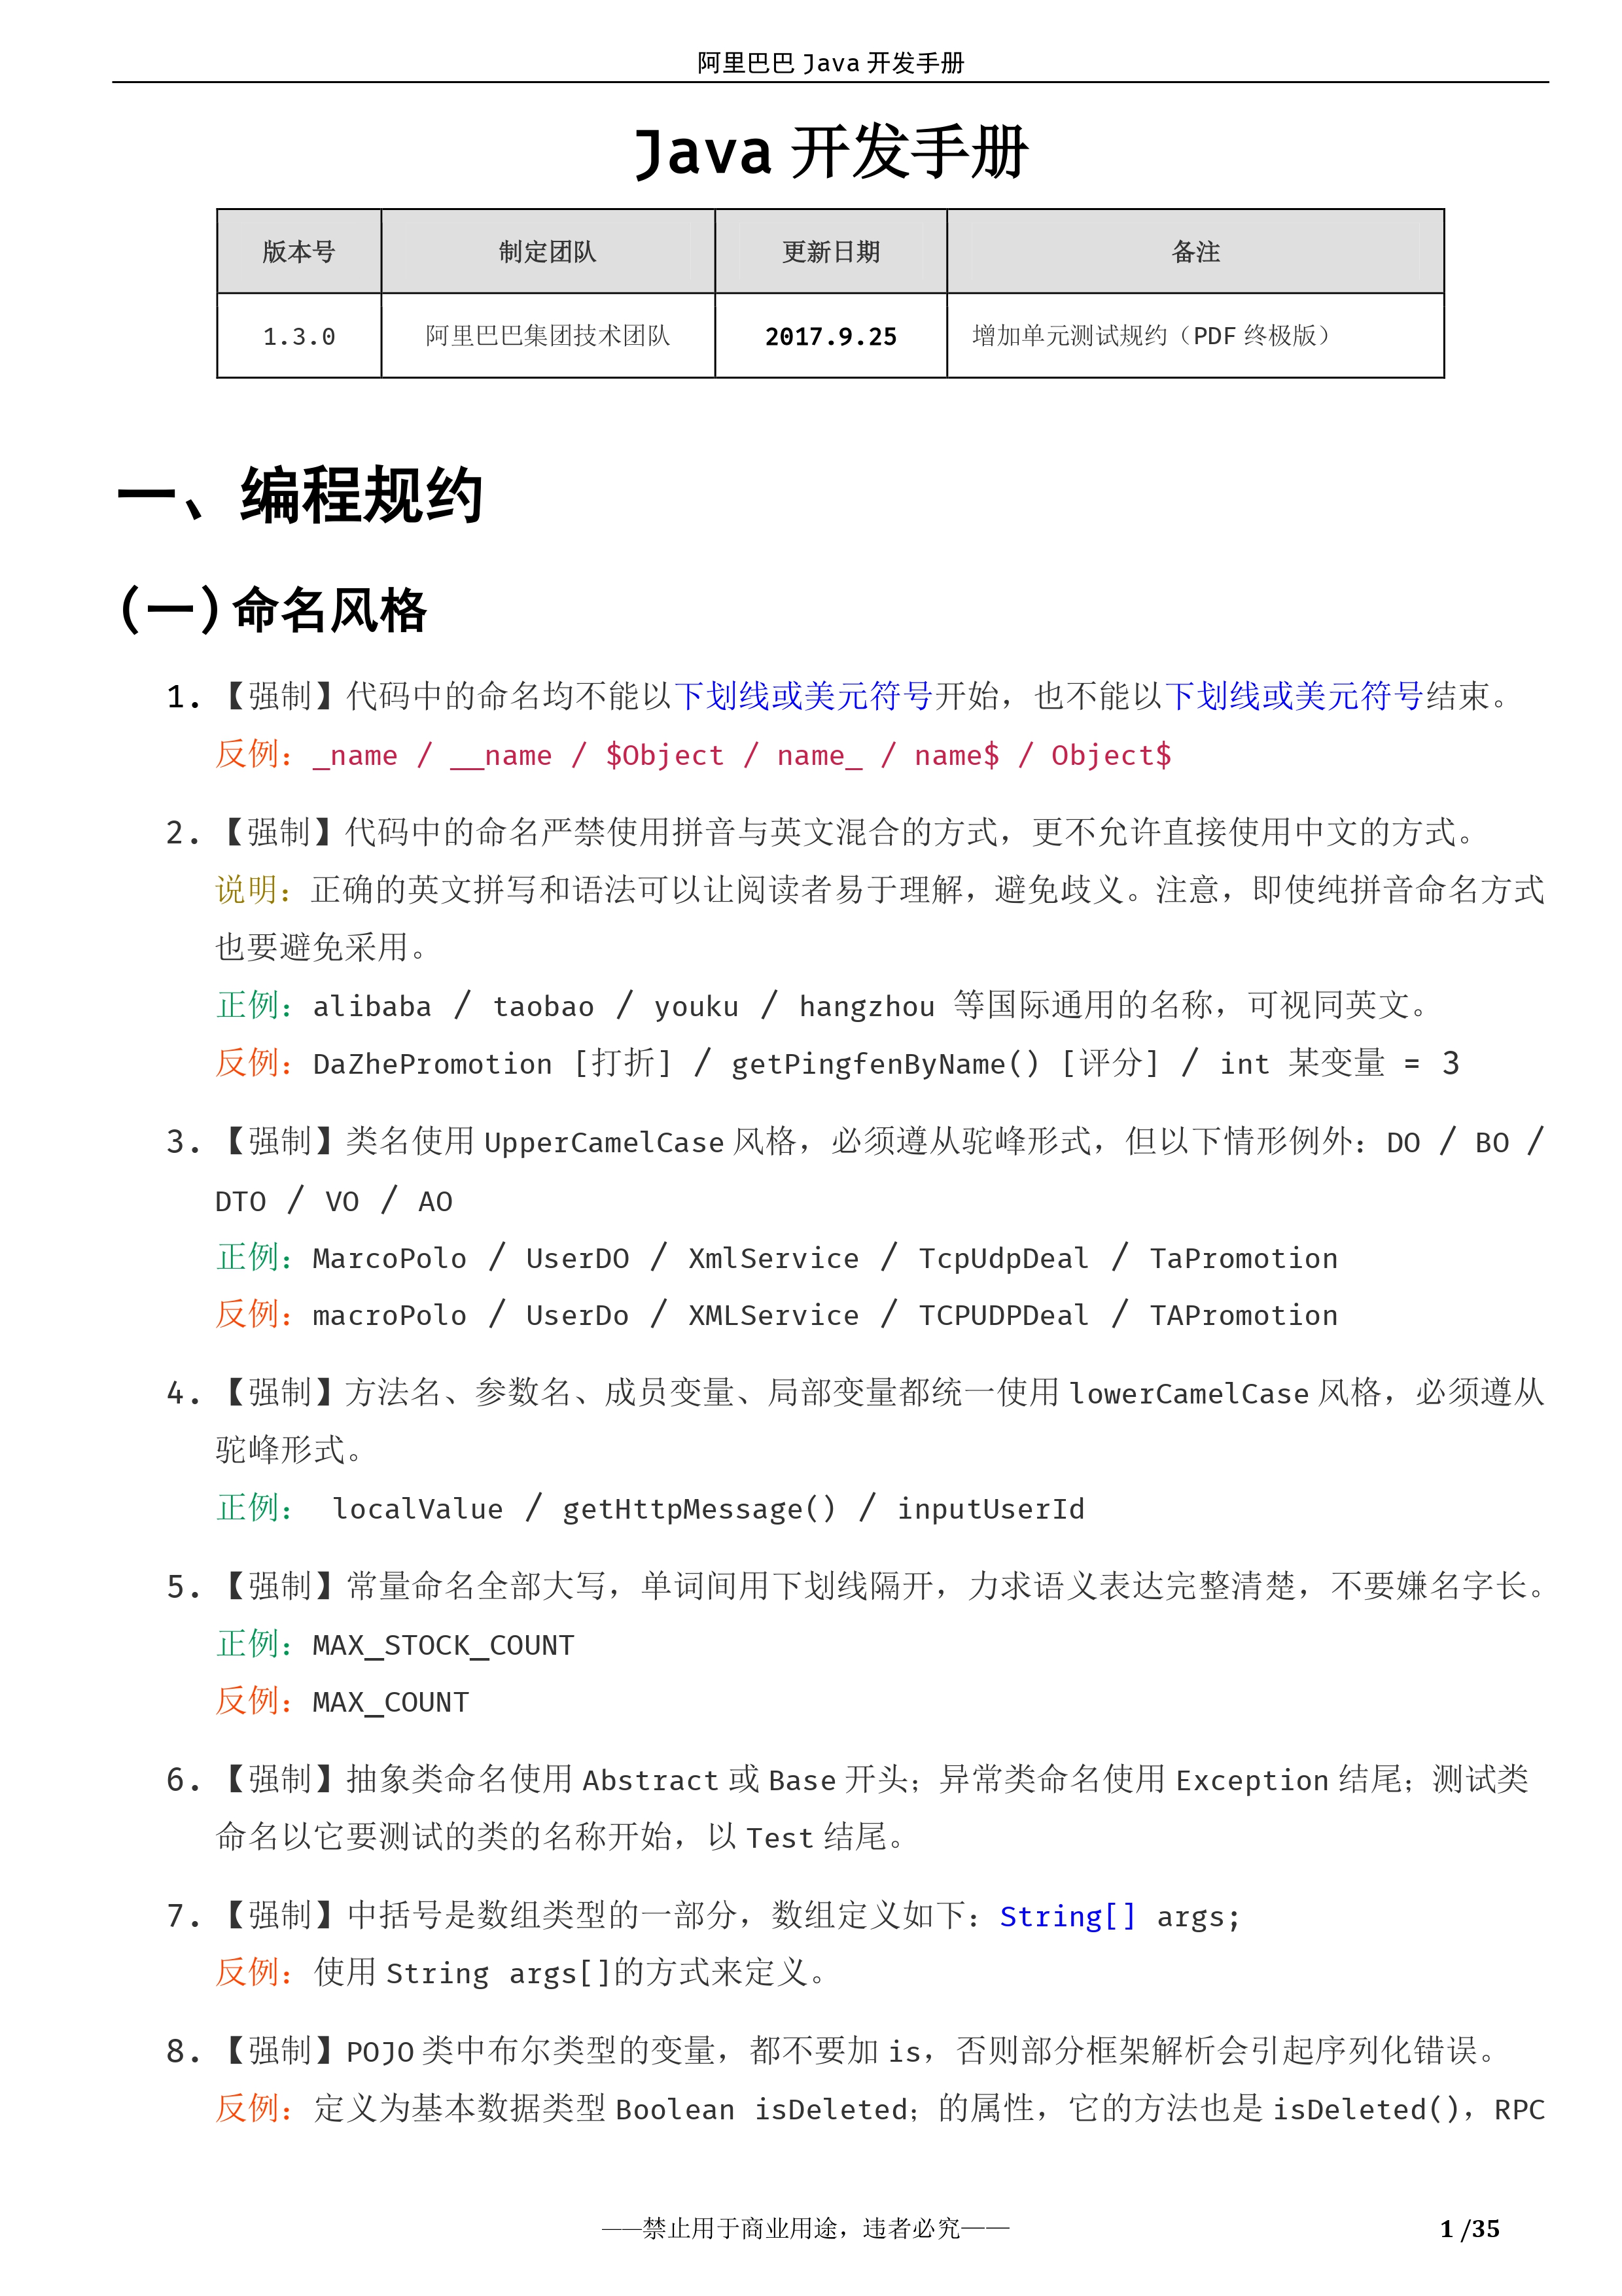 阿里巴巴 Java 开发手册
Java 开发手册
版本号 制定团队 更新日期 备注
1.3.0 阿里巴巴集团技术团队 2017.9.25 增加单元测试规约（PDF 终极版）
一、编程规约
(一)命名风格
1. 【强制】代码中的命名均不能以下划线或美元符号开始，也不能以下划线或美元符号结束。
反例：_name / __name / $Object / name_ / name$ / Object$
2. 【强制】代码中的命名严禁使用拼音与英文混合的方式，更不允许直接使用中文的方式。
说明：正确的英文拼写和语法可以让阅读者易于理解，避免歧义。注意，即使纯拼音命名方式
也要避免采用。
正例：alibaba / taobao / youku / hangzhou 等国际通用的名称，可视同英文。
反例：DaZhePromotion [打折] / getPingfenByName() [评分] / int 某变量 = 3
3. 【强制】类名使用 UpperCamelCase 风格，必须遵从驼峰形式，但以下情形例外：DO / BO /
DTO / VO / AO
正例：MarcoPolo / UserDO / XmlService / TcpUdpDeal / TaPromotion
反例：macroPolo / UserDo / XMLService / TCPUDPDeal / TAPromotion
4. 【强制】方法名、参数名、成员变量、局部变量都统一使用 lowerCamelCase 风格，必须遵从
驼峰形式。
正例： localValue / getHttpMessage() / inputUserId
5. 【强制】常量命名全部大写，单词间用下划线隔开，力求语义表达完整清楚，不要嫌名字长。
正例：MAX_STOCK_COUNT
反例：MAX_COUNT
6. 【强制】抽象类命名使用 Abstract 或 Base 开头；异常类命名使用 Exception 结尾；测试类
命名以它要测试的类的名称开始，以 Test 结尾。
7. 【强制】中括号是数组类型的一部分，数组定义如下：String[] args;
反例：使用 String args[]的方式来定义。
8. 【强制】POJO 类中布尔类型的变量，都不要加 is，否则部分框架解析会引起序列化错误。
反例：定义为基本数据类型 Boolean isDeleted；的属性，它的方法也是 isDeleted()，RPC
——禁止用于商业用途，违者必究——
1 /35